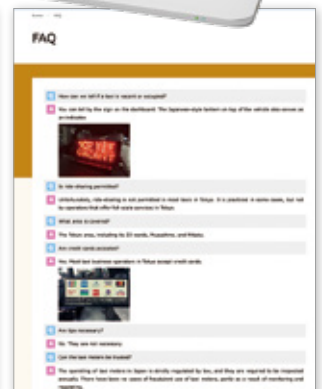 Home FAQ
FAQ
Q How can we tell if a taxi is vacant or occupied?
A You can tell by the sign on the dashboard. The Japanese-style lantern on top of the vehicle also serves as
an indicator.
Q Is ride-sharing permitted?
A Unfortunately, ride-sharing is not permitted in most taxis in Tokyo. It is practiced in some cases, but not
by operators that offer full-scale services in Tokyo.
Q What area is covered?
A The Tokyo area, including its 23 wards, Musashino, and Mitaka.
Q Are credit cards accepted?
A Yes. Most taxi business operators in Tokyo accept credit cards.
Q Are tips necessary?
A No. They are not necessary.
Q Can the taxi meters be trusted?
A The operating of taxi meters in Japan is strictly regulated by law, and they are required to be inspected
annually. There have been no cases of fraudulent use of taxi meters, partly as a result of monitoring and